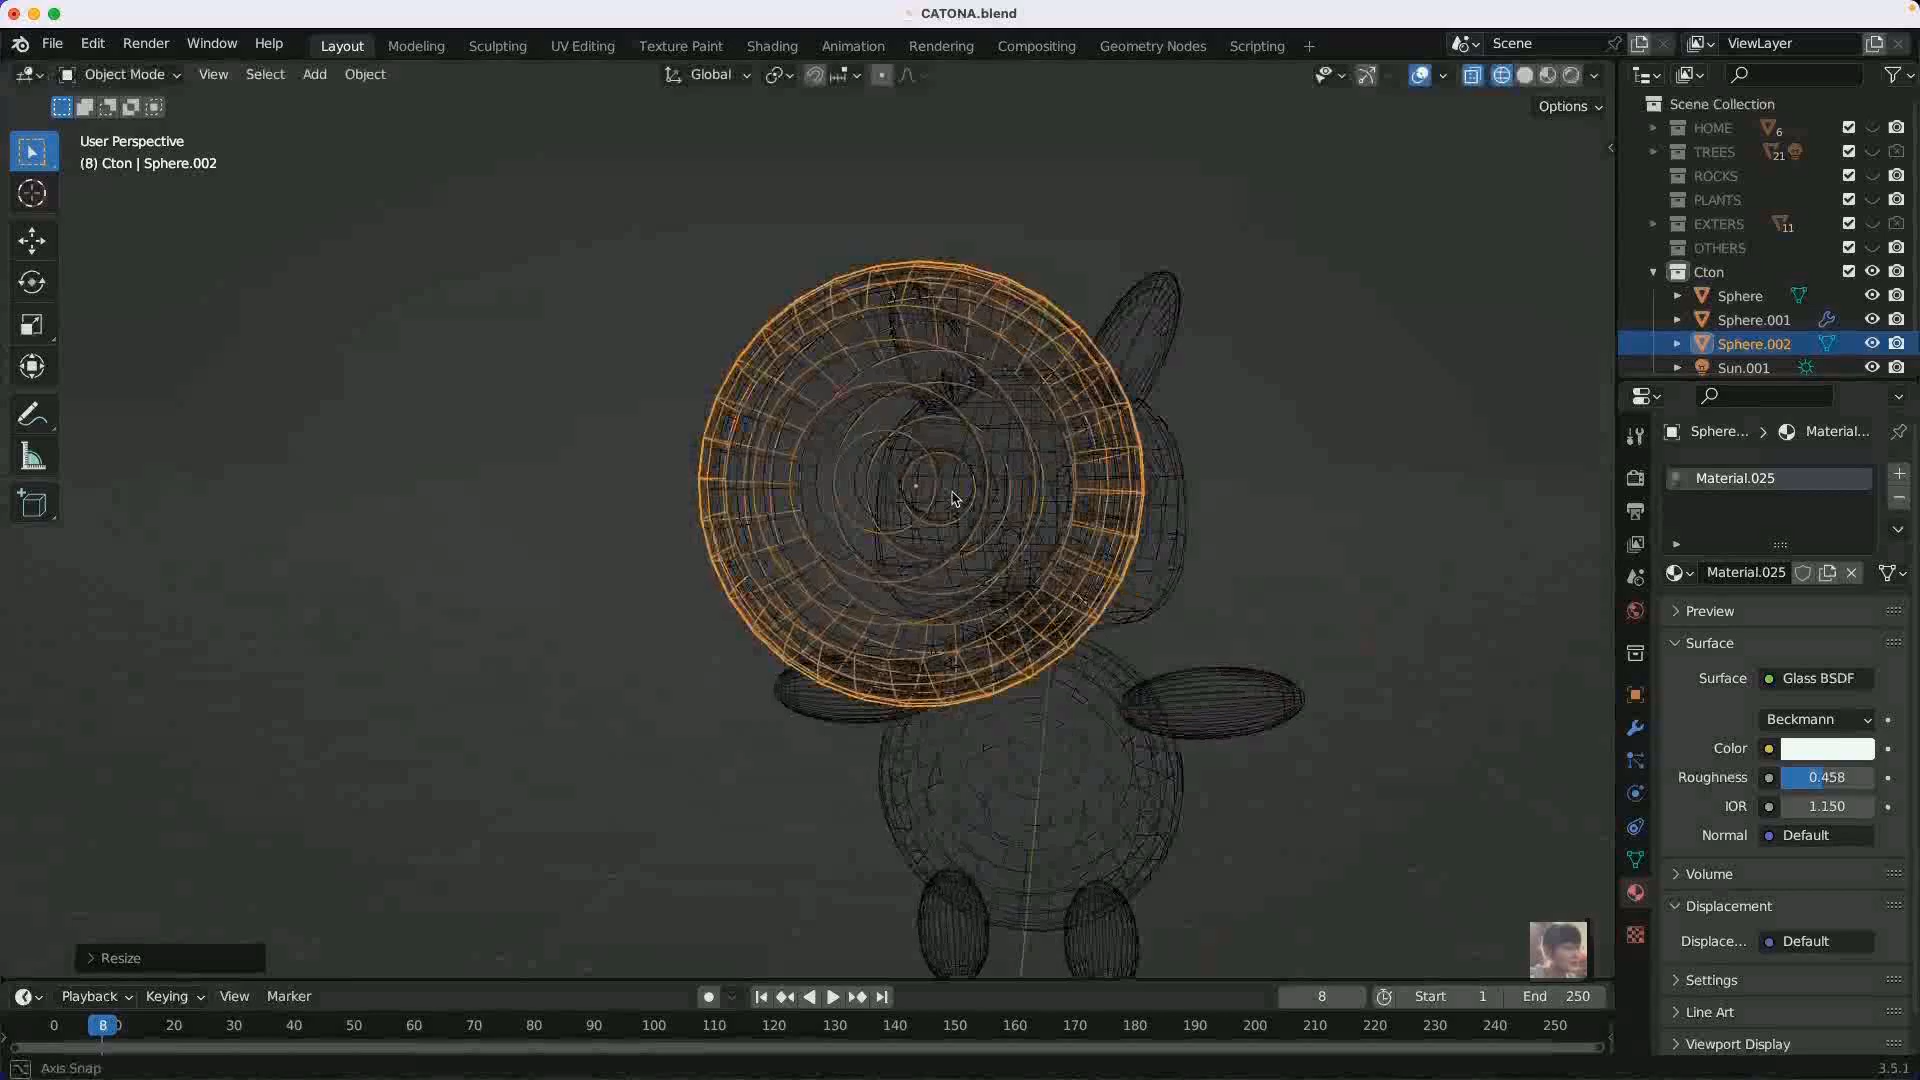 CATONA.blend
File Edit Render Window Help Layout Modeling Sculpting UV Editing Texture Paint Shading Animation Rendering Compositing Geometry Nodes Scripting + Scene ViewLayer
Object Mode View Select Add Object Global
Options
User Perspective
(8) Cton | Sphere.002
Scene Collection
HOME 6
TREES 21
ROCKS
PLANTS
EXTERS 11
OTHERS
Cton
Sphere
Sphere.001
Sphere.002
Sun.001
Sphere... > Material...
Material.025
Material.025
Preview
Surface
Surface Glass BSDF
Beckmann
Color
Roughness 0.458
IOR 1.150
Normal Default
Volume
Displacement
Displace... Default
Settings
Line Art
Viewport Display
Resize
Playback Keying View Marker 8 Start 1 End 250
0 8 20 30 40 50 60 70 80 90 100 110 120 130 140 150 160 170 180 190 200 210 220 230 240 250
Axis Snap 3.5.1